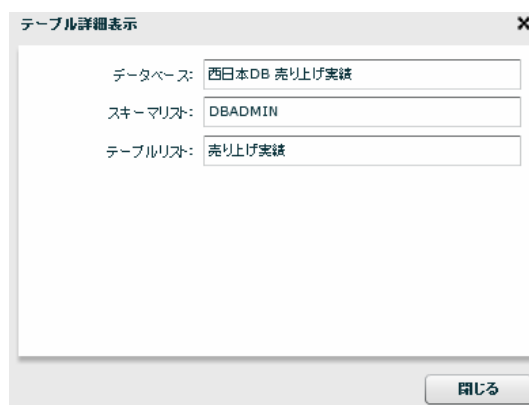 テーブル詳細表示
データベース: 西日本DB 売り上げ実績
スキーマリスト: DBADMIN
テーブルリスト: 売り上げ実績
閉じる